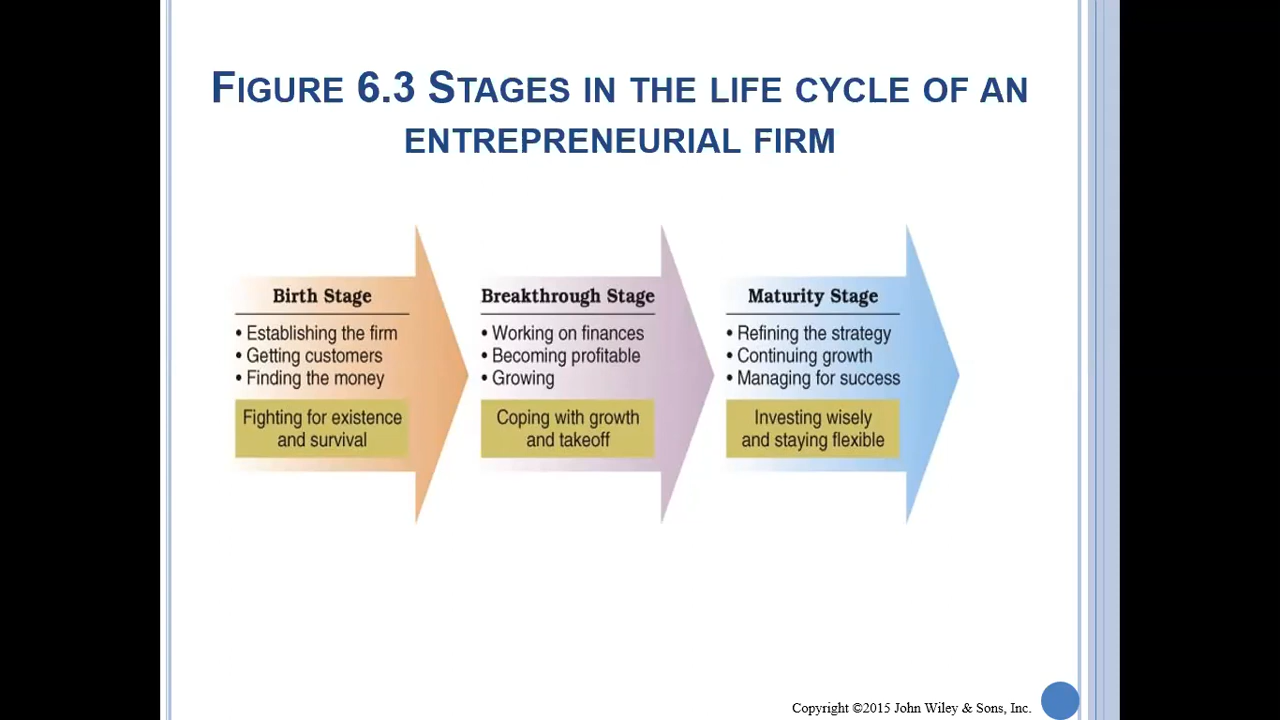 FIGURE 6.3 STAGES IN THE LIFE CYCLE OF AN
ENTREPRENEURIAL FIRM
Birth Stage
• Establishing the firm
• Getting customers
• Finding the money
Fighting for existence
and survival
Breakthrough Stage
• Working on finances
• Becoming profitable
• Growing
Coping with growth
and takeoff
Maturity Stage
• Refining the strategy
• Continuing growth
• Managing for success
Investing wisely
and staying flexible
Copyright ©2015 John Wiley & Sons, Inc.